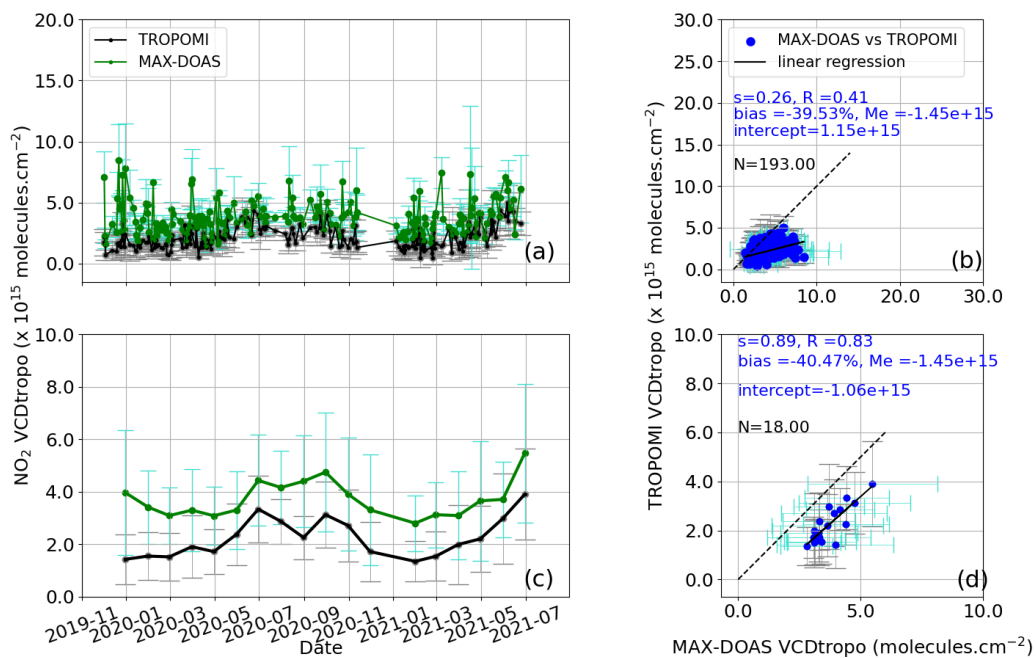 20.0
15.0
10.0
5.0
0.0
TROPOMI
MAX-DOAS
(a)
NO₂ VCDtropo (x 10¹⁵ molecules.cm⁻²)
30.0
25.0
20.0
15.0
10.0
5.0
0.0
MAX-DOAS vs TROPOMI
linear regression
s=0.26, R =0.41
bias =-39.53%, Me =-1.45e+15
intercept=1.15e+15
N=193.00
(b)
0.0 10.0 20.0 30.0
TROPOMI VCDtropo (x 10¹⁵ molecules.cm⁻²)
10.0
8.0
6.0
4.0
2.0
0.0
(c)
2019-11 2020-01 2020-03 2020-05 2020-07 2020-09 2020-11 2021-01 2021-03 2021-05 2021-07
Date
10.0
8.0
6.0
4.0
2.0
0.0
s=0.89, R =0.83
bias =-40.47%, Me =-1.45e+15
intercept=-1.06e+15
N=18.00
(d)
0.0 5.0 10.0
MAX-DOAS VCDtropo (molecules.cm⁻²)